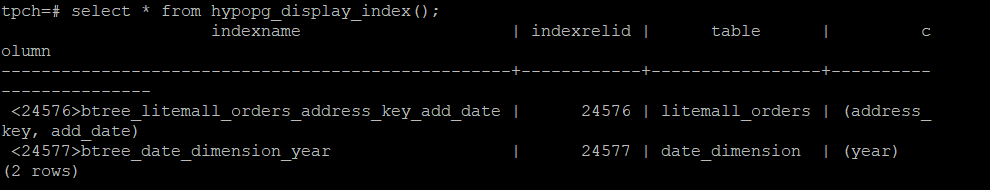 tpch=# select * from hypopg_display_index();
                     indexname                     | indexrelid |      table      |         c
olumn
---------------------------------------------------+------------+-----------------+----------
---------------
 <24576>btree_litemall_orders_address_key_add_date |      24576 | litemall_orders | (address_
key, add_date)
 <24577>btree_date_dimension_year                  |      24577 | date_dimension  | (year)
(2 rows)